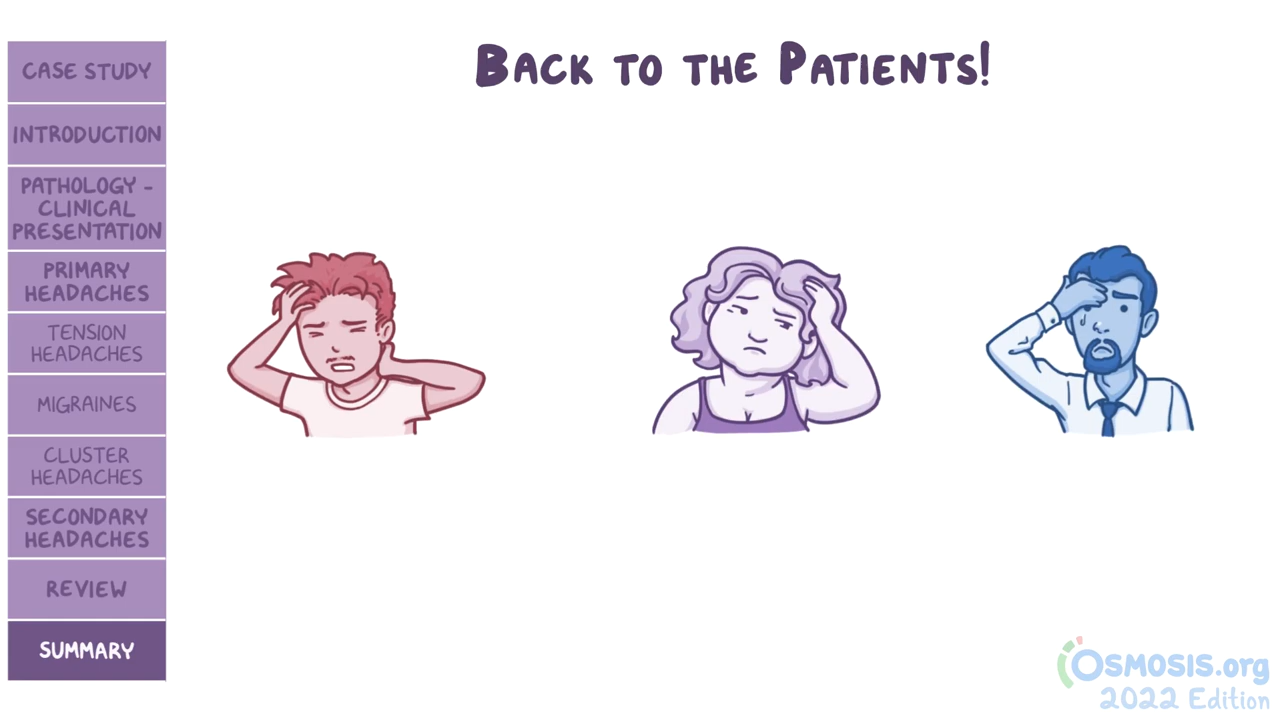 BACK TO THE PATIENTS!
CASE STUDY
INTRODUCTION
PATHOLOGY -
CLINICAL
PRESENTATION
PRIMARY
HEADACHES
TENSION
HEADACHES
MIGRAINES
CLUSTER
HEADACHES
SECONDARY
HEADACHES
REVIEW
SUMMARY
OSMOSIS.org
2022 Edition